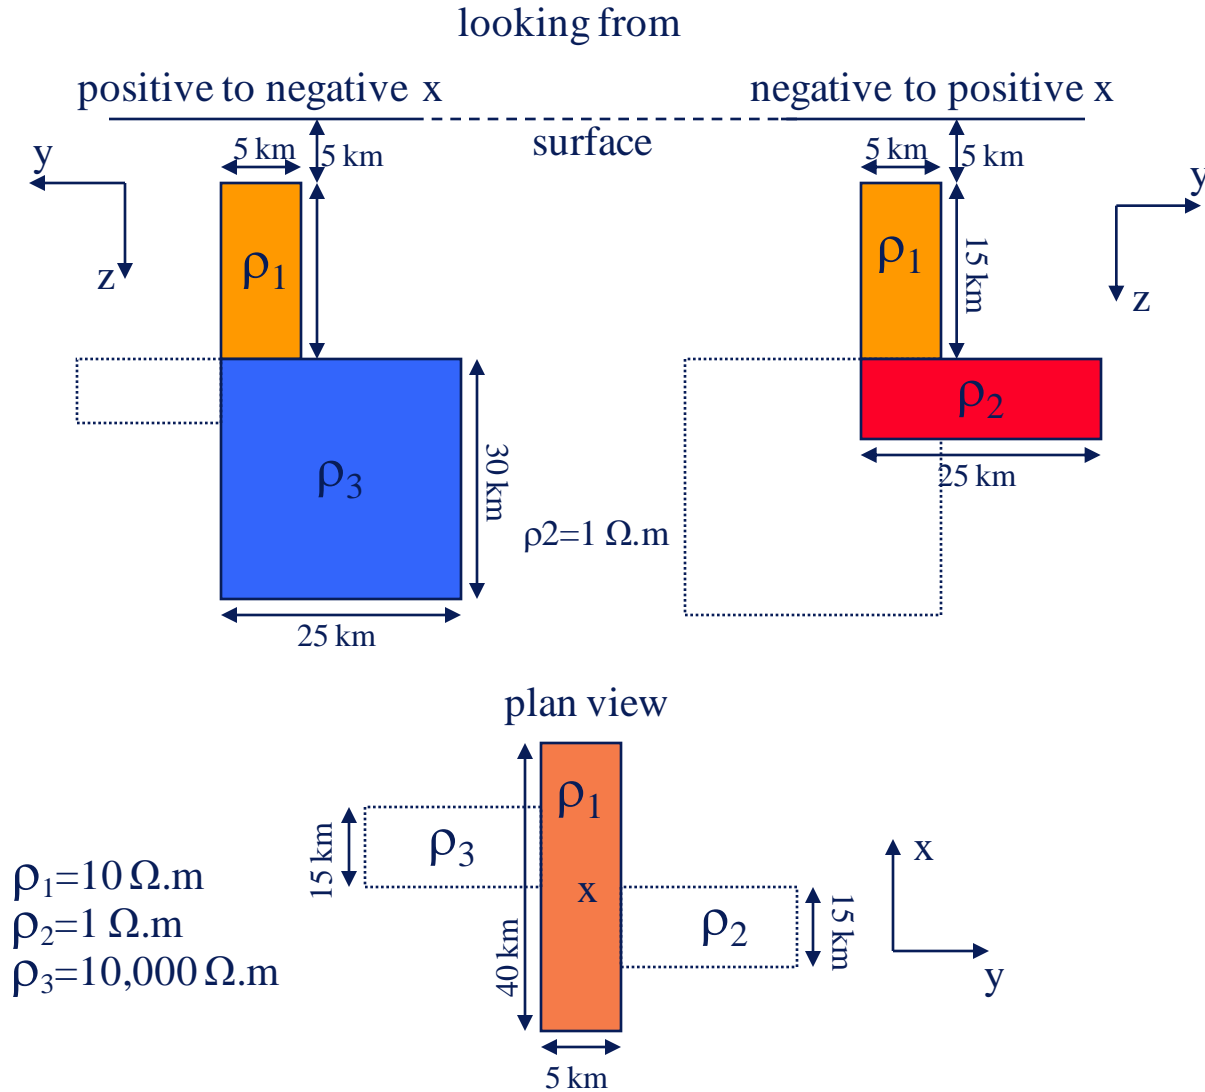 looking from
positive to negative x
negative to positive x
surface
5 km
5 km
y
z
ρ1
ρ3
30 km
25 km
5 km
5 km
y
z
ρ1
15 km
ρ2
25 km
ρ2=1 Ω.m
plan view
ρ1
ρ3
15 km
x
40 km
ρ2
15 km
5 km
x
y
ρ1=10 Ω.m
ρ2=1 Ω.m
ρ3=10,000 Ω.m